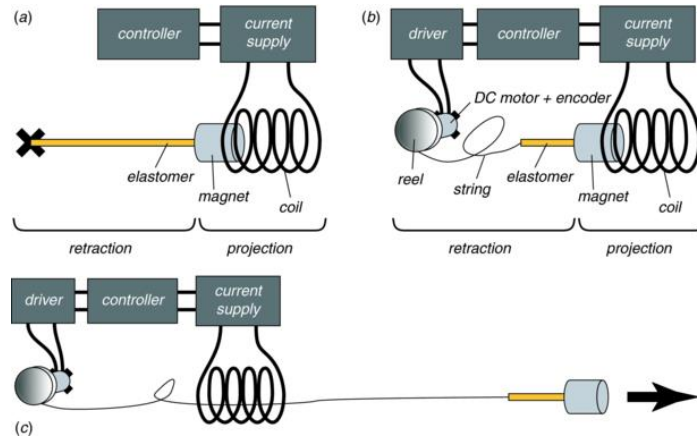 (a)
controller
current
supply
elastomer
magnet
coil
retraction
projection
(b)
driver
controller
current
supply
DC motor + encoder
reel
string
elastomer
magnet
coil
retraction
projection
driver
controller
current
supply
(c)